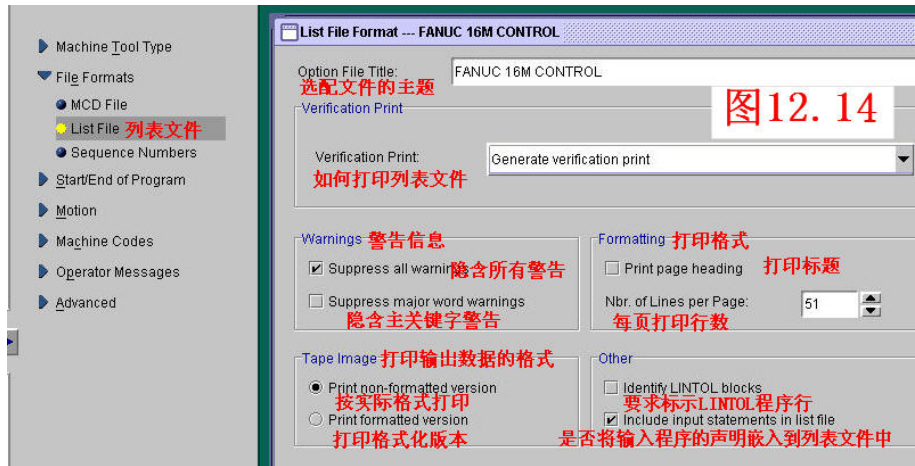 Machine Tool Type
File Formats
MCD File
List File 列表文件
Sequence Numbers
Start/End of Program
Motion
Machine Codes
Operator Messages
Advanced
List File Format --- FANUC 16M CONTROL
Option File Title: FANUC 16M CONTROL
选配文件的主题
图12.14
Verification Print
Verification Print: Generate verification print
如何打印列表文件
Warnings 警告信息
Suppress all warnings 隐含所有警告
Suppress major word warnings
隐含主关键字警告
Formatting 打印格式
Print page heading 打印标题
Nbr. of Lines per Page: 51
每页打印行数
Tape Image 打印输出数据的格式
Print non-formatted version
按实际格式打印
Print formatted version
打印格式化版本
Other
Identify LINTOL blocks
要求标示LINTOL程序行
Include input statements in list file
是否将输入程序的声明嵌入到列表文件中